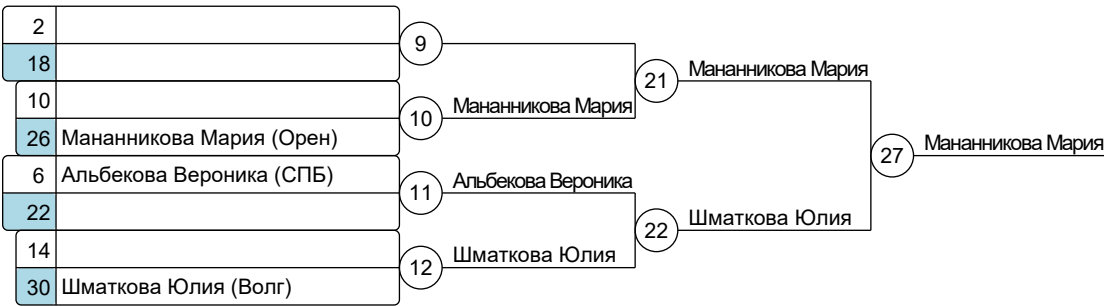 2
18
9
10
26 Мананникова Мария (Орен)
10
Мананникова Мария
21
Мананникова Мария
6 Альбекова Вероника (СПБ)
22
11
Альбекова Вероника
14
30 Шматкова Юлия (Волг)
12
Шматкова Юлия
22
Шматкова Юлия
27
Мананникова Мария